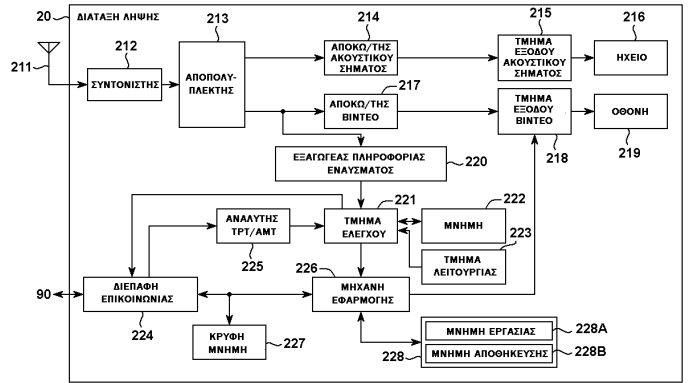 20 ΔΙΑΤΑΞΗ ΛΗΨΗΣ
211
212
ΣΥΝΤΟΝΙΣΤΗΣ
213
ΑΠΟΠΟΛΥ-
ΠΛΕΚΤΗΣ
214
ΑΠΟΚΩ/ΤΗΣ
ΑΚΟΥΣΤΙΚΟΥ
ΣΗΜΑΤΟΣ
215
ΤΜΗΜΑ
ΕΞΟΔΟΥ
ΑΚΟΥΣΤΙΚΟΥ
ΣΗΜΑΤΟΣ
216
ΗΧΕΙΟ
217
ΑΠΟΚΩ/ΤΗΣ
ΒΙΝΤΕΟ
ΤΜΗΜΑ
ΕΞΟΔΟΥ
ΒΙΝΤΕΟ
218
ΟΘΟΝΗ
219
ΕΞΑΓΩΓΕΑΣ ΠΛΗΡΟΦΟΡΙΑΣ
ΕΝΑΥΣΜΑΤΟΣ
220
221
ΤΜΗΜΑ
ΕΛΕΓΧΟΥ
222
ΜΝΗΜΗ
223
ΤΜΗΜΑ
ΛΕΙΤΟΥΡΓΙΑΣ
ΑΝΑΛΥΤΗΣ
ΤΡΤ/ΑΜΤ
225
90
ΔΙΕΠΑΦΗ
ΕΠΙΚΟΙΝΩΝΙΑΣ
224
226
ΜΗΧΑΝΗ
ΕΦΑΡΜΟΓΗΣ
ΚΡΥΦΗ
ΜΝΗΜΗ
227
228
ΜΝΗΜΗ ΕΡΓΑΣΙΑΣ
228A
ΜΝΗΜΗ ΑΠΟΘΗΚΕΥΣΗΣ
228B